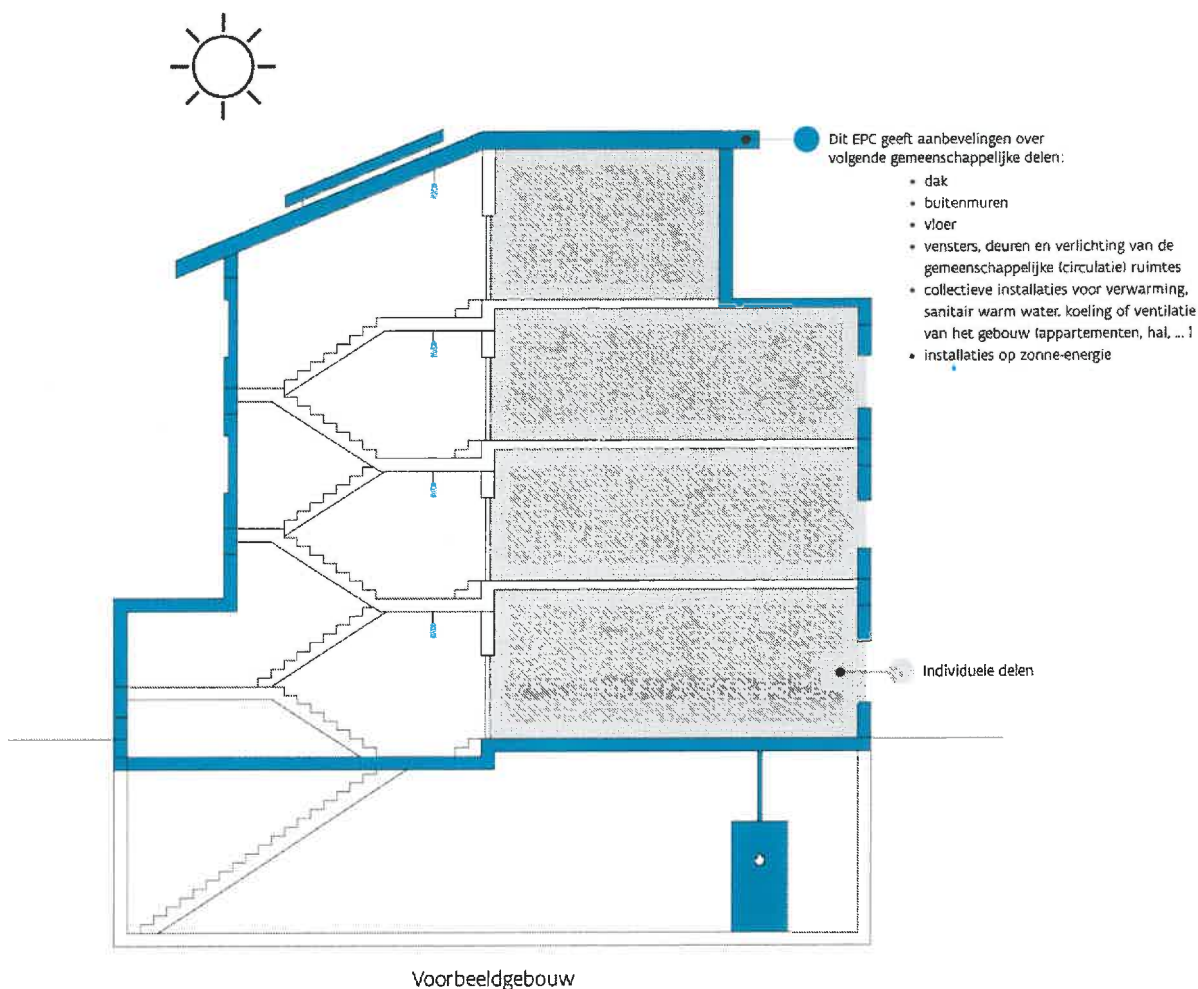 Dit EPC geeft aanbevelingen over
volgende gemeenschappelijke delen:
• dak
• buitenmuren
• vloer
• vensters, deuren en verlichting van de
gemeenschappelijke (circulatie) ruimtes
• collectieve installaties voor verwarming,
sanitair warm water, koeling of ventilatie
van het gebouw (appartementen, hal, ... )
• installaties op zonne-energie
Individuele delen
Voorbeeldgebouw